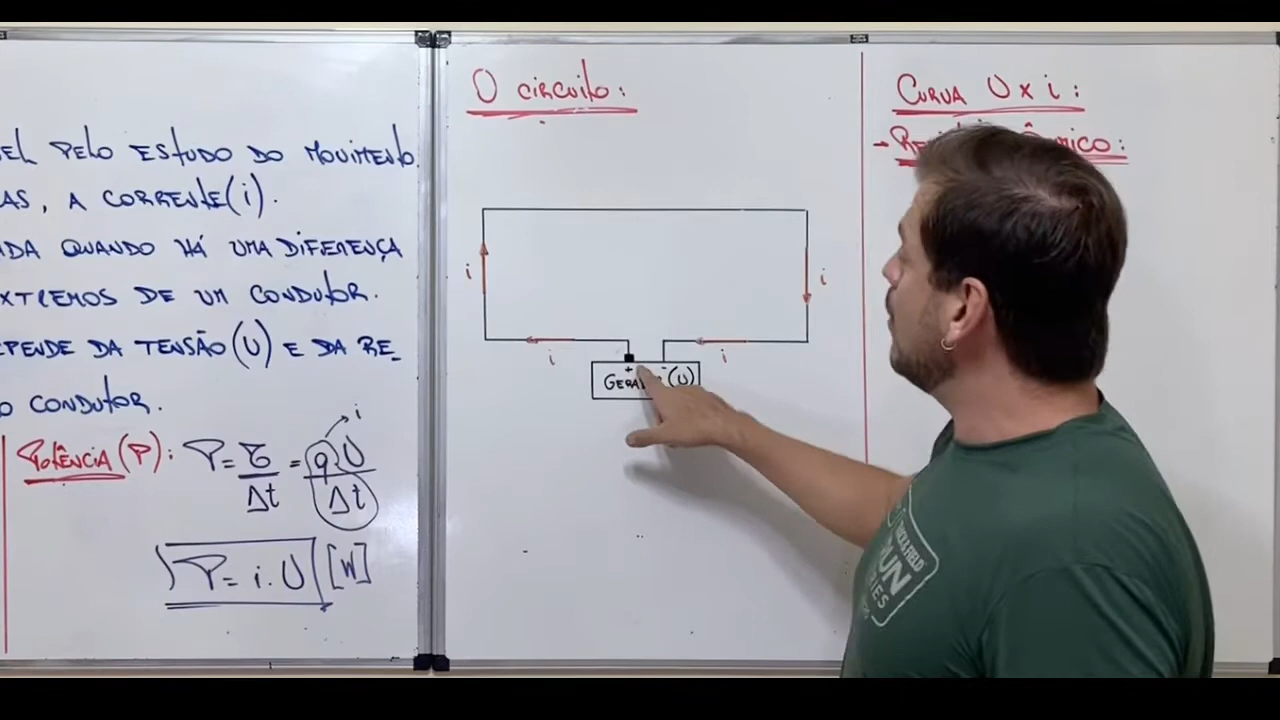 EL PELO ESTUDO DO MOVIMENTO
AS, A CORRENTE(i).
DA QUANDO HÁ UMA DIFERENÇA
XTREMOS DE UM CONDUTOR.
EPENDE DA TENSÃO (U) E DA RE-
O CONDUTOR.
POTÊNCIA (P): P = τ/Δt = q.U/Δt
i
P = i.U [W]
O circuito:
i
i
i
i
+ -
(U)
CURVA U x i:
RUN